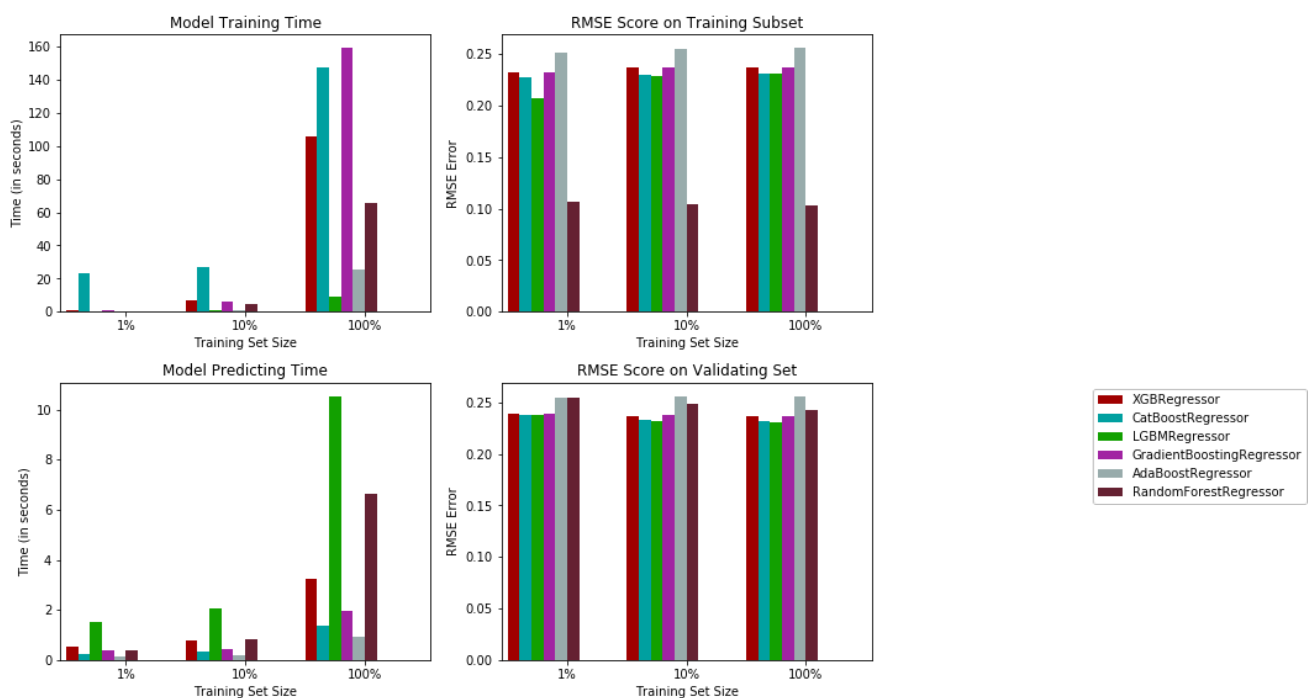 Model Training Time
160
140
120
100
80
60
40
20
0
Time (in seconds)
1%
10%
100%
Training Set Size
RMSE Score on Training Subset
0.25
0.20
0.15
0.10
0.05
0.00
RMSE Error
1%
10%
100%
Training Set Size
Model Predicting Time
10
8
6
4
2
0
Time (in seconds)
1%
10%
100%
Training Set Size
RMSE Score on Validating Set
0.25
0.20
0.15
0.10
0.05
0.00
RMSE Error
1%
10%
100%
Training Set Size
XGBRegressor
CatBoostRegressor
LGBMRegressor
GradientBoostingRegressor
AdaBoostRegressor
RandomForestRegressor